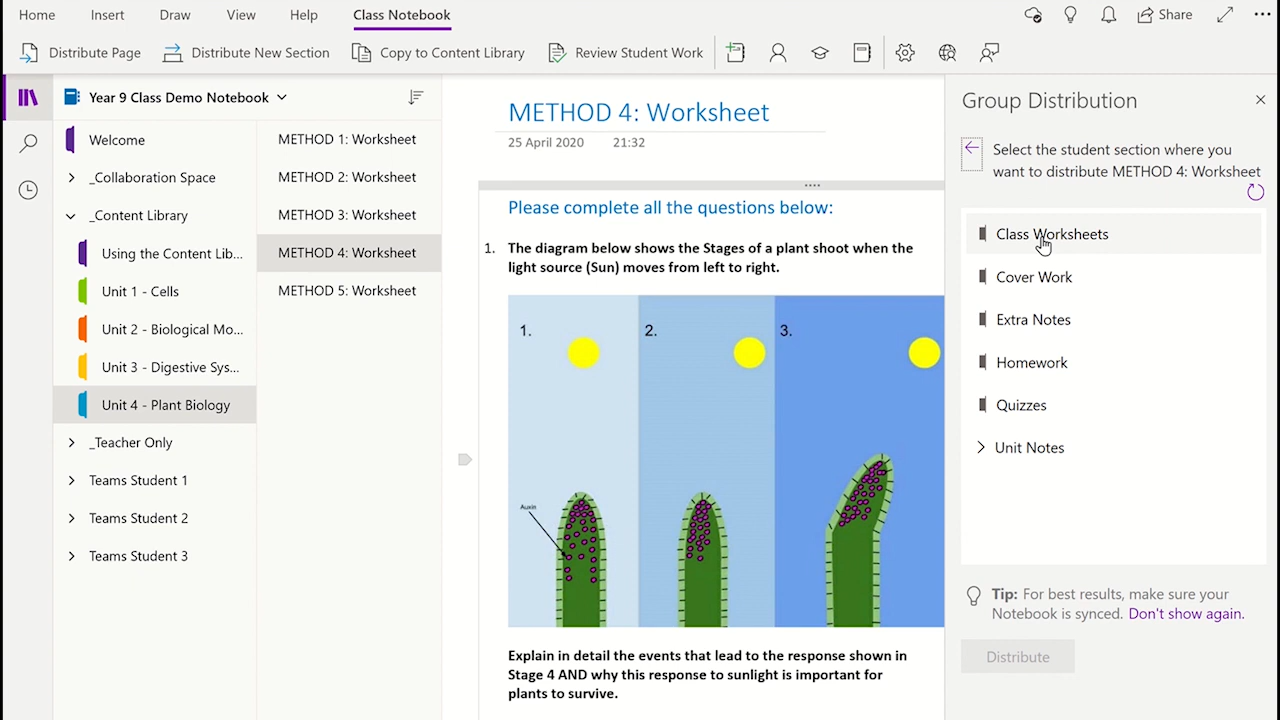 Home Insert Draw View Help Class Notebook
Share
Distribute Page Distribute New Section Copy to Content Library Review Student Work
Year 9 Class Demo Notebook
Welcome
_Collaboration Space
_Content Library
Using the Content Lib...
Unit 1 - Cells
Unit 2 - Biological Mo...
Unit 3 - Digestive Sys...
Unit 4 - Plant Biology
_Teacher Only
Teams Student 1
Teams Student 2
Teams Student 3
METHOD 1: Worksheet
METHOD 2: Worksheet
METHOD 3: Worksheet
METHOD 4: Worksheet
METHOD 5: Worksheet
METHOD 4: Worksheet
25 April 2020 21:32
Please complete all the questions below:
1. The diagram below shows the Stages of a plant shoot when the
light source (Sun) moves from left to right.
1. 2. 3.
Auxin
Explain in detail the events that lead to the response shown in
Stage 4 AND why this response to sunlight is important for
plants to survive.
Group Distribution
Select the student section where you
want to distribute METHOD 4: Worksheet
Class Worksheets
Cover Work
Extra Notes
Homework
Quizzes
Unit Notes
Tip: For best results, make sure your
Notebook is synced. Don't show again.
Distribute